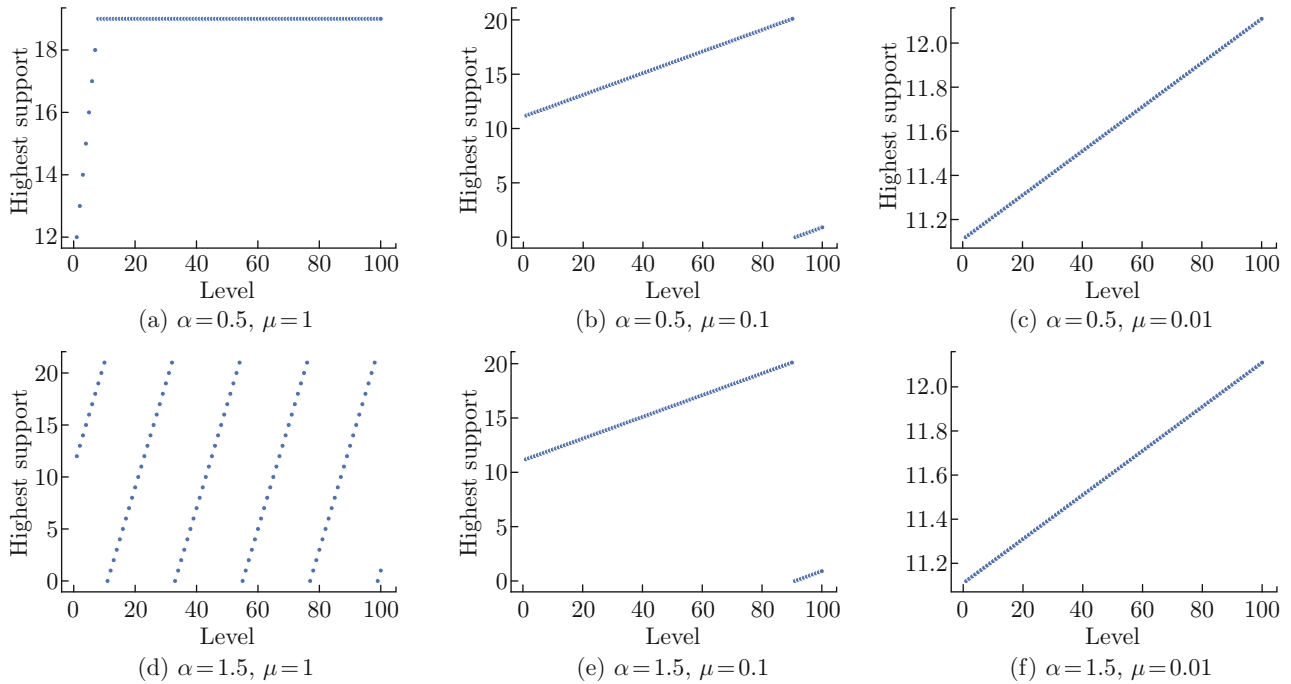 Highest support
18
16
14
12
0 20 40 60 80 100
Level
(a) α=0.5, μ=1
Highest support
20
15
10
5
0
0 20 40 60 80 100
Level
(b) α=0.5, μ=0.1
Highest support
12.0
11.8
11.6
11.4
11.2
0 20 40 60 80 100
Level
(c) α=0.5, μ=0.01
Highest support
20
15
10
5
0
0 20 40 60 80 100
Level
(d) α=1.5, μ=1
Highest support
20
15
10
5
0
0 20 40 60 80 100
Level
(e) α=1.5, μ=0.1
Highest support
12.0
11.8
11.6
11.4
11.2
0 20 40 60 80 100
Level
(f) α=1.5, μ=0.01